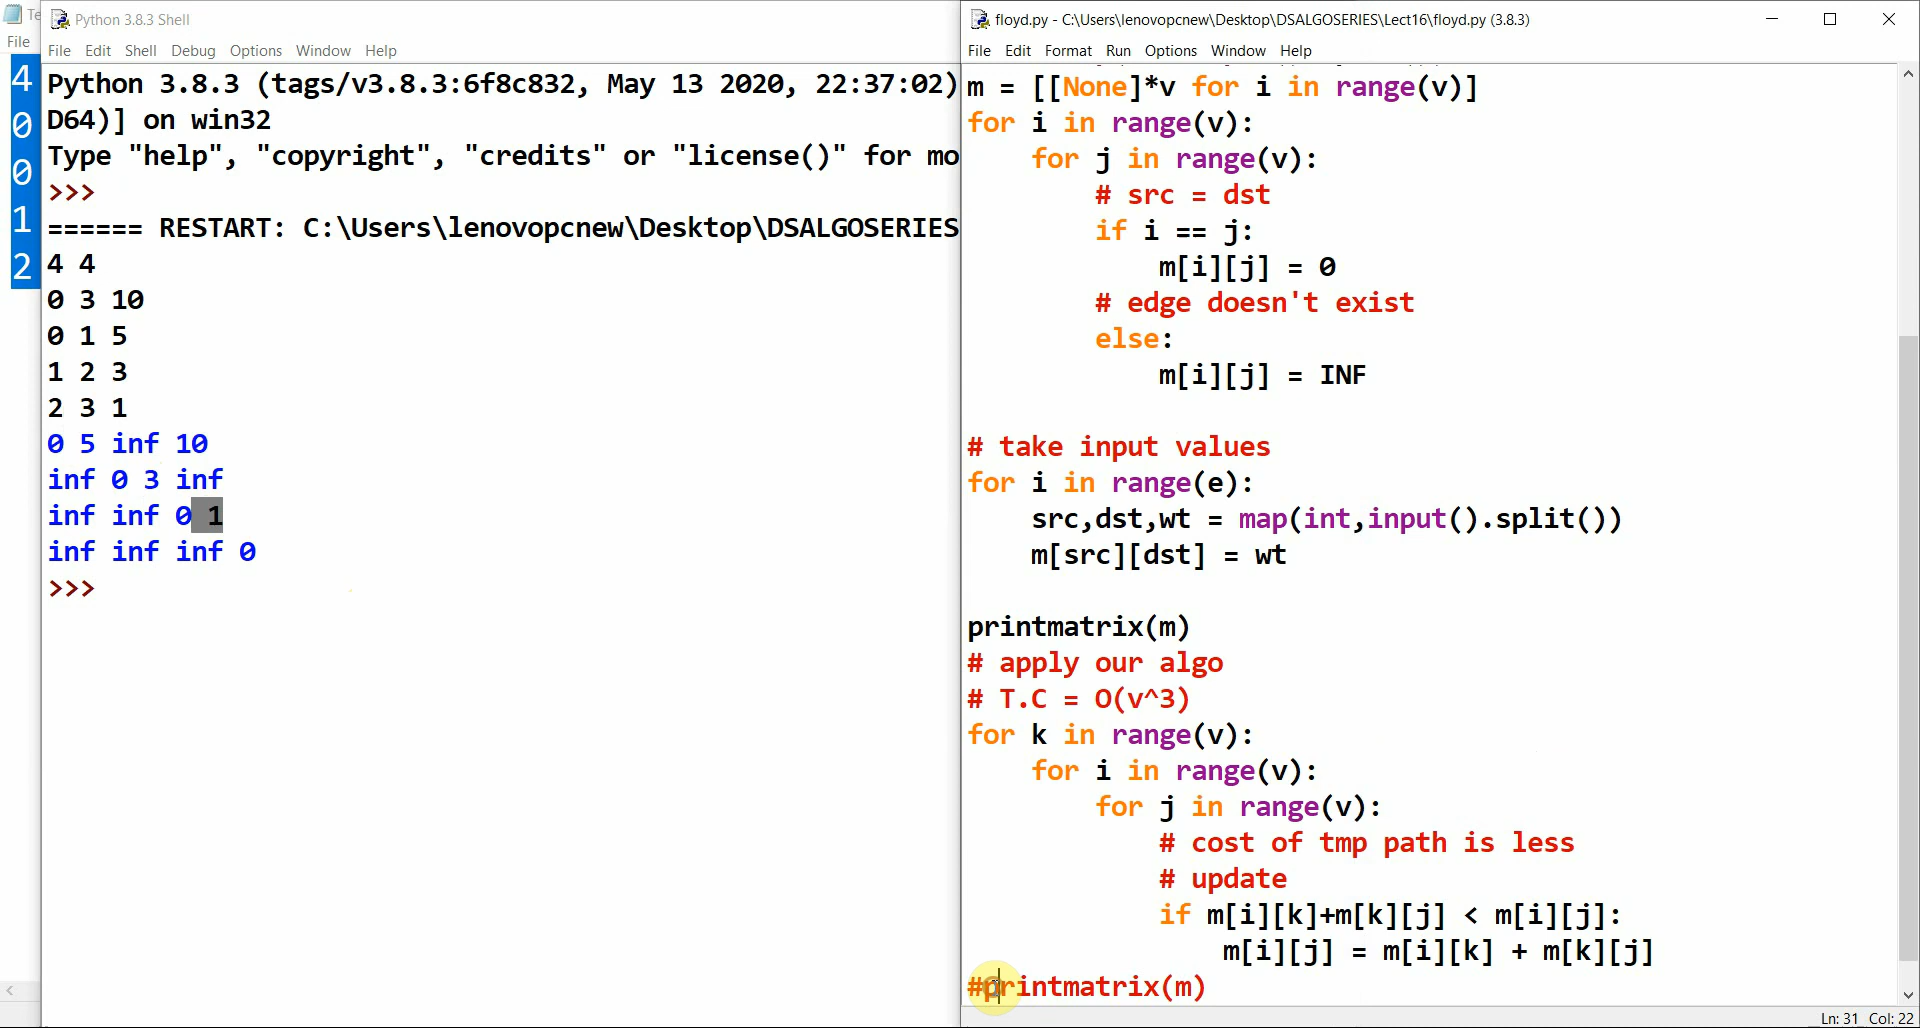 Te
File
4
0
0
1
2
Python 3.8.3 Shell
File Edit Shell Debug Options Window Help
Python 3.8.3 (tags/v3.8.3:6f8c832, May 13 2020, 22:37:02)
D64)] on win32
Type "help", "copyright", "credits" or "license()" for mo
>>>
====== RESTART: C:\Users\lenovopcnew\Desktop\DSALGOSERIES
4 4
0 3 10
0 1 5
1 2 3
2 3 1
0 5 inf 10
inf 0 3 inf
inf inf 0 1
inf inf inf 0
>>>
floyd.py - C:\Users\lenovopcnew\Desktop\DSALGOSERIES\Lect16\floyd.py (3.8.3)
File Edit Format Run Options Window Help
m = [[None]*v for i in range(v)]
for i in range(v):
    for j in range(v):
        # src = dst
        if i == j:
            m[i][j] = 0
        # edge doesn't exist
        else:
            m[i][j] = INF
# take input values
for i in range(e):
    src,dst,wt = map(int,input().split())
    m[src][dst] = wt
printmatrix(m)
# apply our algo
# T.C = O(v^3)
for k in range(v):
    for i in range(v):
        for j in range(v):
            # cost of tmp path is less
            # update
            if m[i][k]+m[k][j] < m[i][j]:
                m[i][j] = m[i][k] + m[k][j]
#printmatrix(m)
Ln: 31 Col: 22